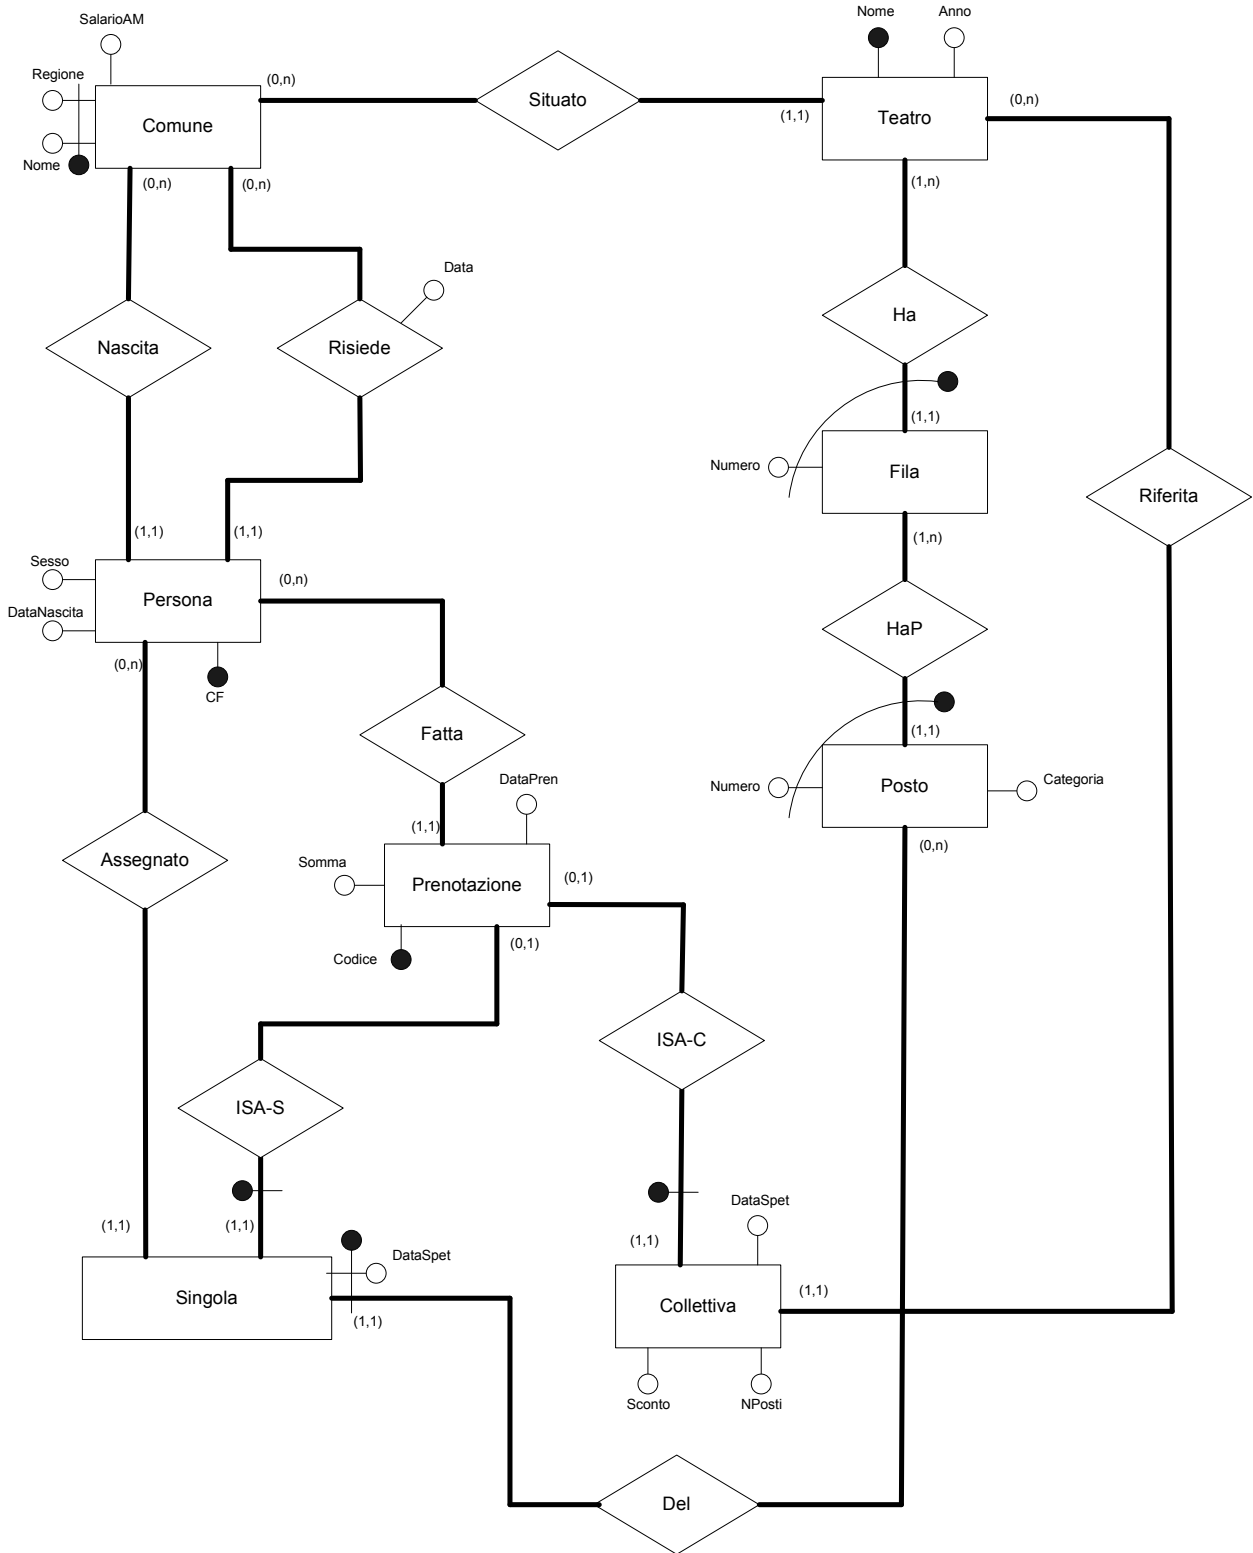 SalarioAM
Nome
Anno
Regione
(0,n)
(0,n)
Situato
Comune
(1,1)
Teatro
Nome
(0,n)
(0,n)
(1,n)
Data
Ha
Nascita
Risiede
(1,1)
Numero
Fila
Riferita
(1,1)
(1,1)
(1,n)
Sesso
(0,n)
Persona
DataNascita
HaP
(0,n)
CF
Fatta
(1,1)
DataPren
Numero
Posto
Categoria
(1,1)
(0,n)
Assegnato
Somma
Prenotazione
(0,1)
(0,1)
Codice
ISA-C
ISA-S
DataSpet
(1,1)
(1,1)
(1,1)
DataSpet
Singola
(1,1)
Collettiva
(1,1)
Sconto
NPosti
Del